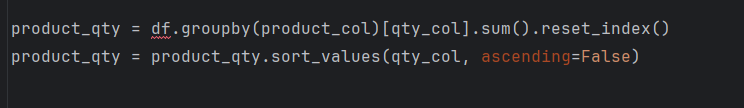 product_qty = df.groupby(product_col)[qty_col].sum().reset_index()
product_qty = product_qty.sort_values(qty_col, ascending=False)